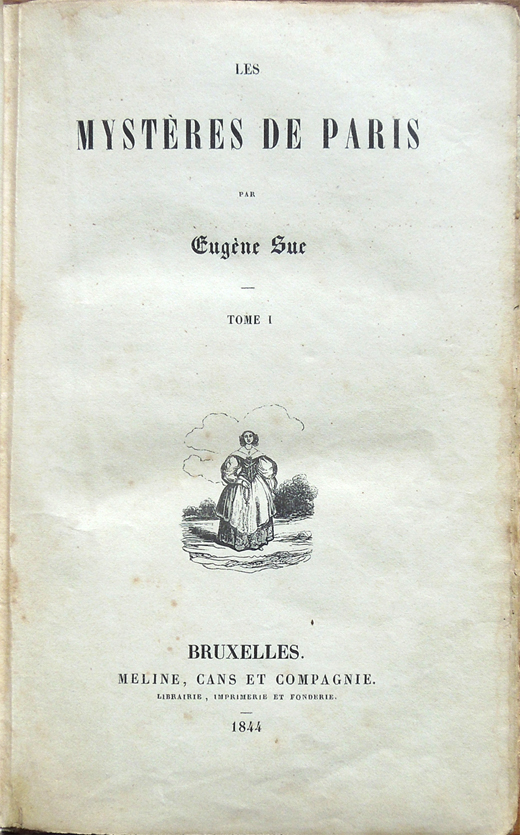 LES
MYSTÈRES DE PARIS
PAR
Eugène Sue
TOME I
BRUXELLES.
MELINE, CANS ET COMPAGNIE.
LIBRAIRIE, IMPRIMERIE ET FONDERIE.
1844